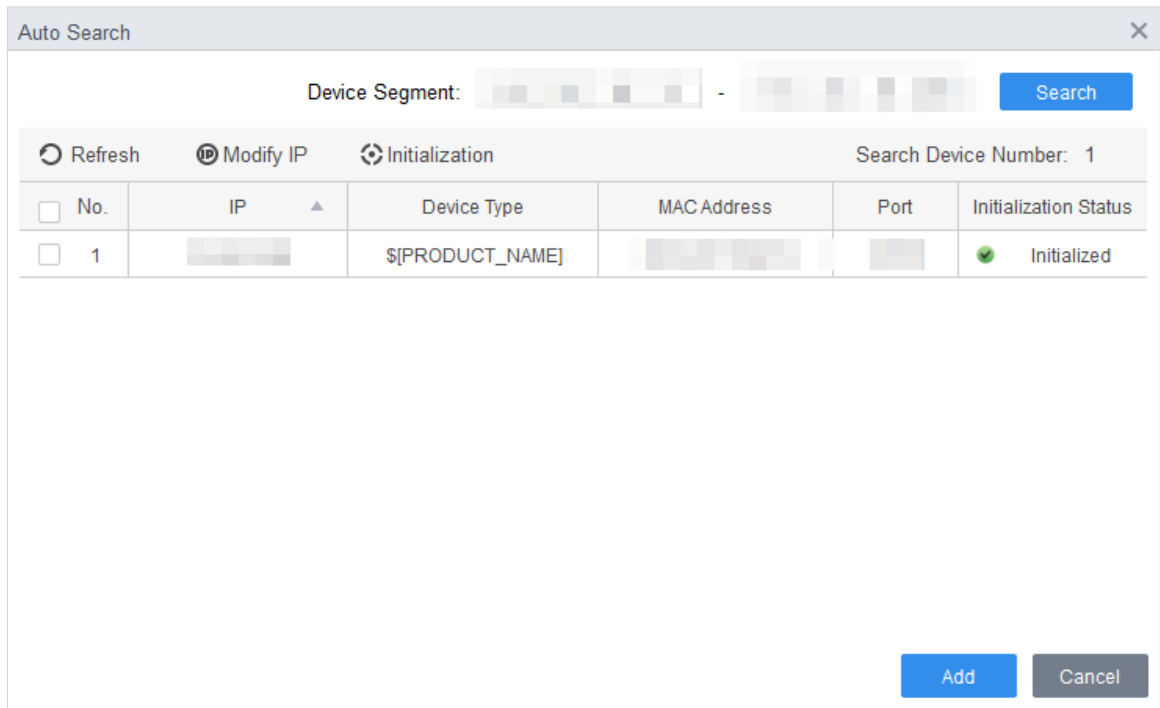 Auto Search
Device Segment: - Search
Refresh Modify IP Initialization Search Device Number: 1
No. IP Device Type MAC Address Port Initialization Status
1 $[PRODUCT_NAME] Initialized
Add Cancel